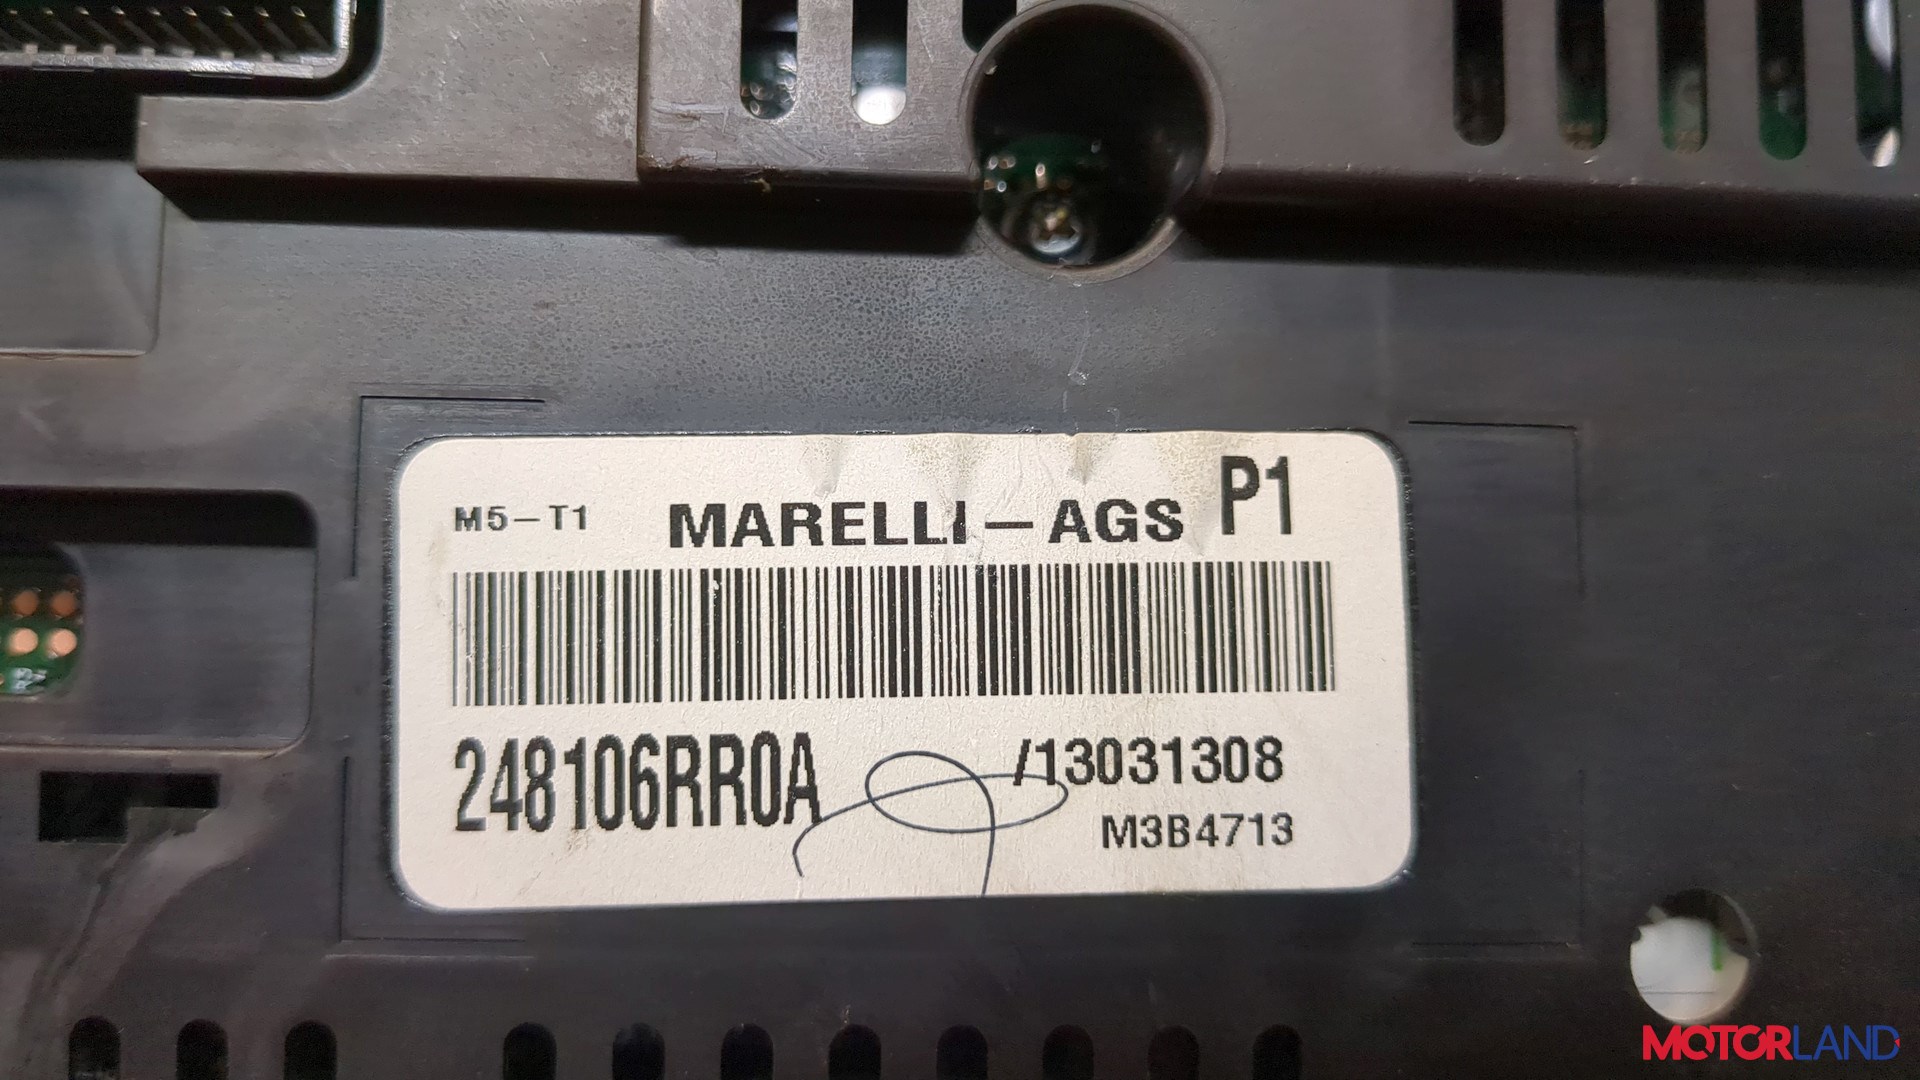 M5-T1 MARELLI-AGS P1
248106RR0A /13031308
M3B4713
MOTORLAND